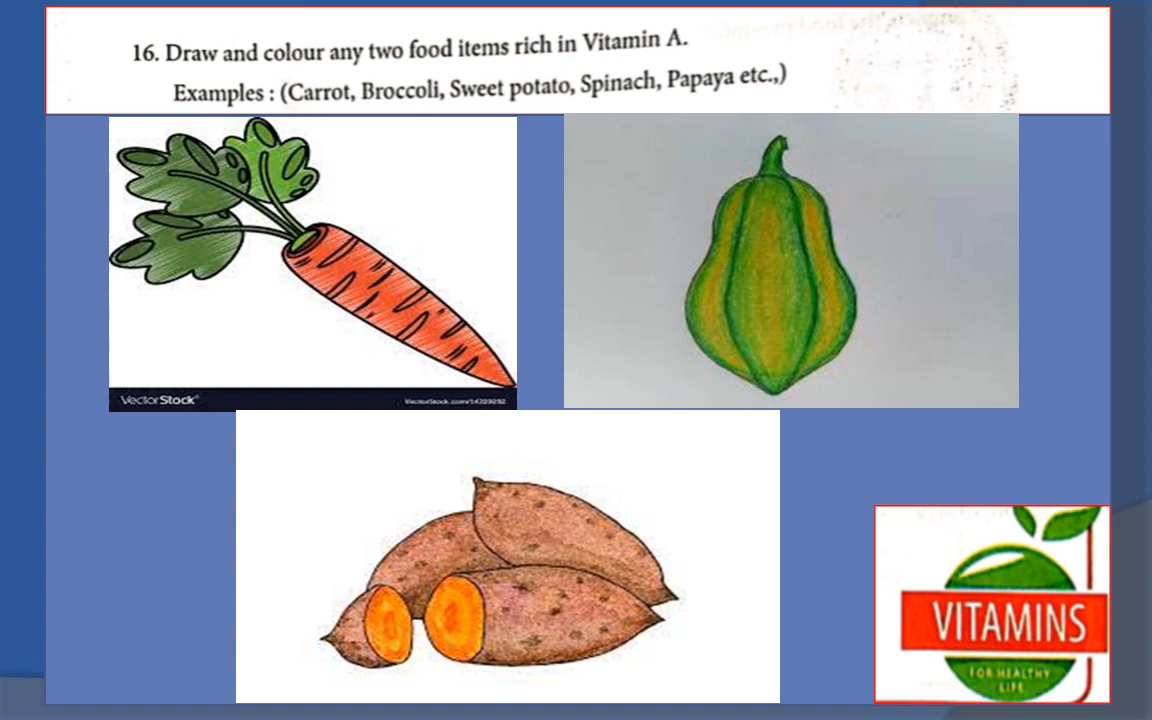 16. Draw and colour any two food items rich in Vitamin A.
Examples : (Carrot, Broccoli, Sweet potato, Spinach, Papaya etc.,)
VectorStock®
VectorStock.com/14229292
VITAMINS
FOR HEALTHY
LIFE